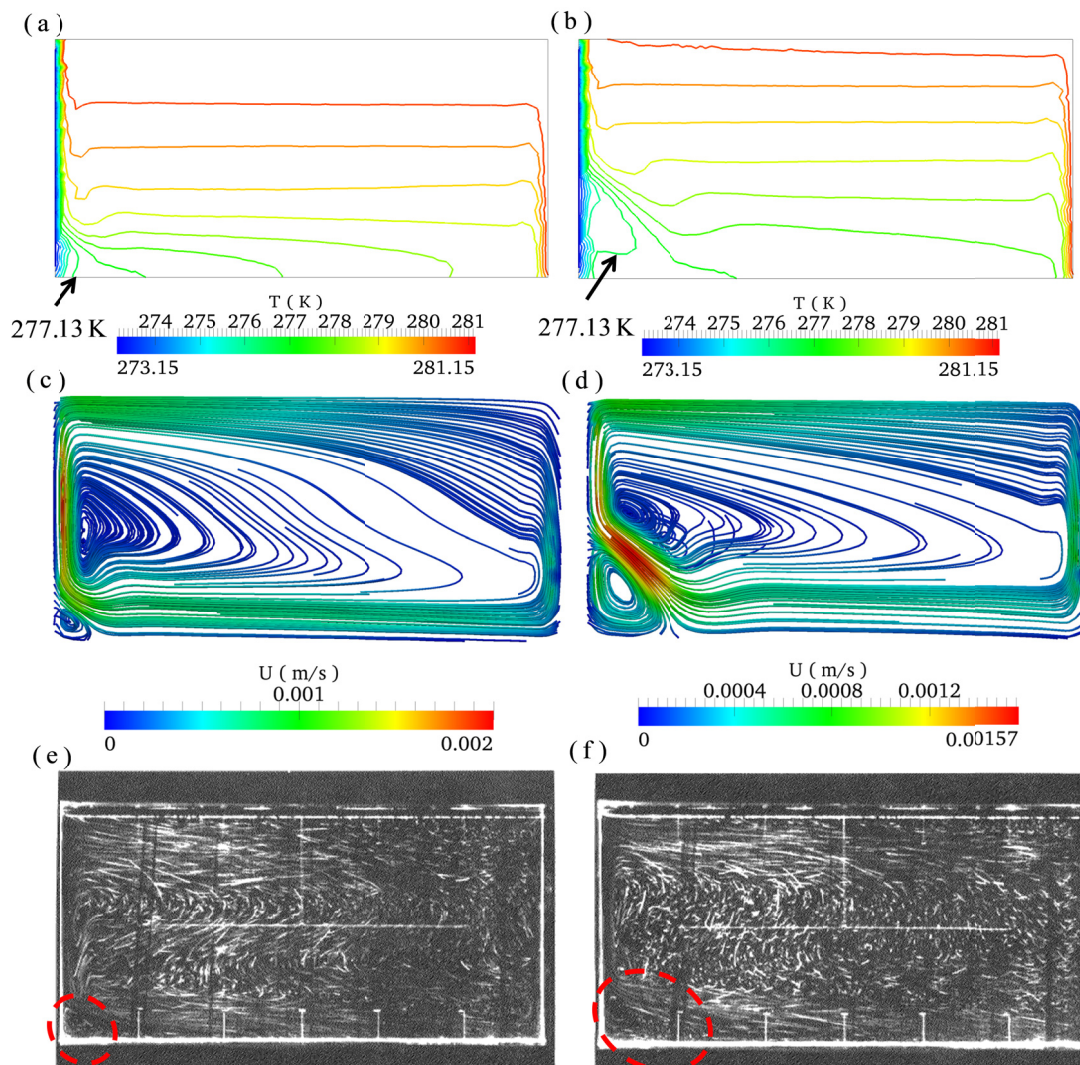 ( a )
( b )
277.13 K
277.13 K
T ( K )
274 275 276 277 278 279 280 281
273.15 281.15
T ( K )
274 275 276 277 278 279 280 281
273.15 281.15
( c )
( d )
U ( m/s )
0.001
0 0.002
U ( m/s )
0.0004 0.0008 0.0012
0 0.00157
( e )
( f )